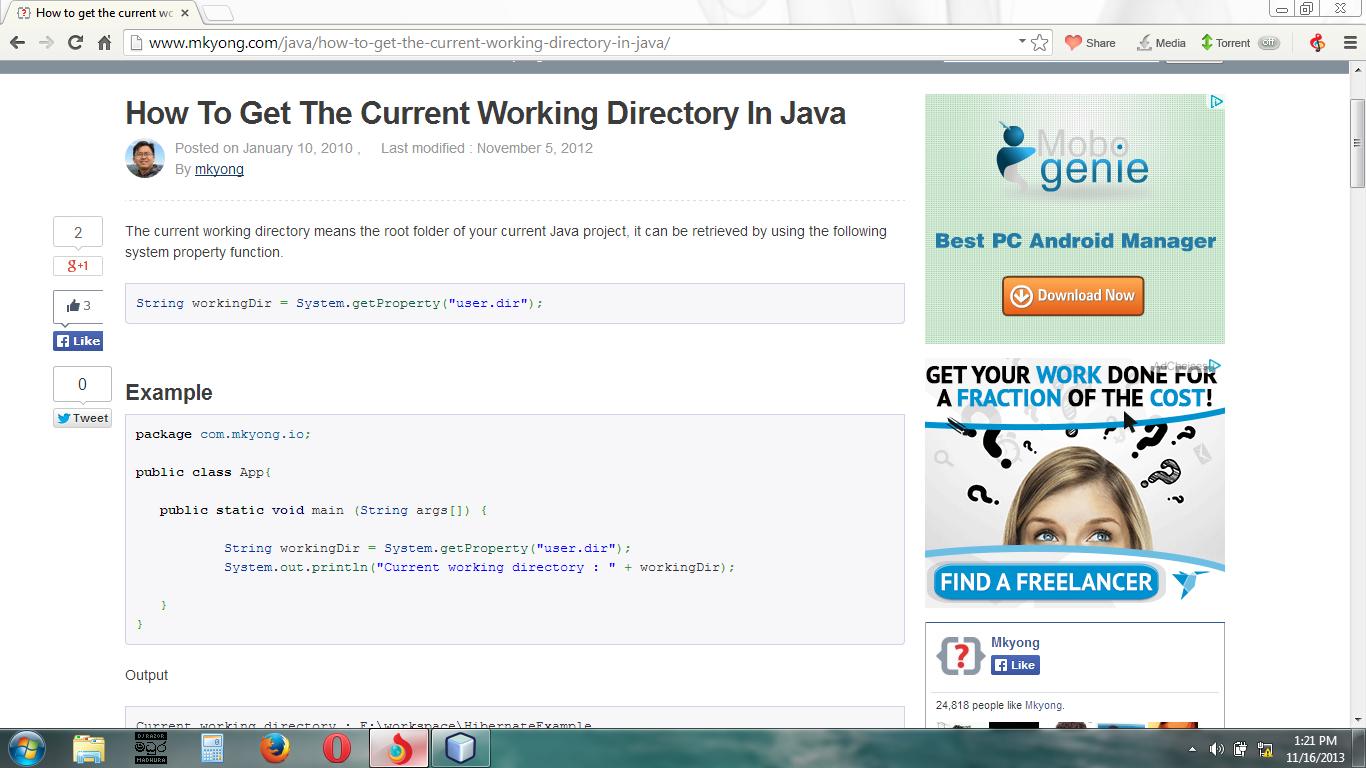 How to get the current wo
www.mkyong.com/java/how-to-get-the-current-working-directory-in-java/
Share
Media
Torrent
off
How To Get The Current Working Directory In Java
Posted on January 10, 2010 , Last modified : November 5, 2012
By mkyong
2
g+1
3
Like
0
Tweet
The current working directory means the root folder of your current Java project, it can be retrieved by using the following
system property function.
String workingDir = System.getProperty("user.dir");
Example
package com.mkyong.io;
public class App{
public static void main (String args[]) {
String workingDir = System.getProperty("user.dir");
System.out.println("Current working directory : " + workingDir);
}
}
Output
Current working directory : E:\workspace\HibernateExample
Mobo
genie
Best PC Android Manager
Download Now
AdChoices
GET YOUR WORK DONE FOR
A FRACTION OF THE COST!
FIND A FREELANCER
Mkyong
Like
24,818 people like Mkyong.
DJ RAZOR
MADHURA
1:21 PM
11/16/2013